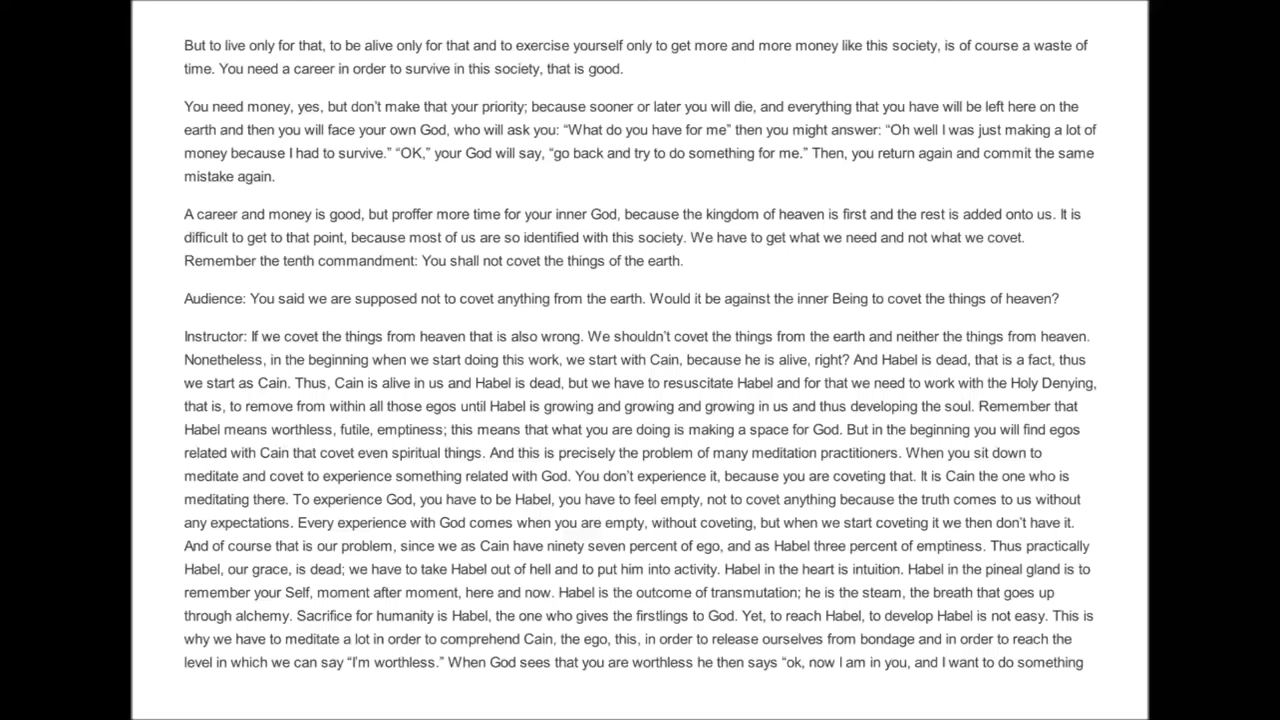 But to live only for that, to be alive only for that and to exercise yourself only to get more and more money like this society, is of course a waste of
time. You need a career in order to survive in this society, that is good.
You need money, yes, but don’t make that your priority; because sooner or later you will die, and everything that you have will be left here on the
earth and then you will face your own God, who will ask you: “What do you have for me” then you might answer: “Oh well I was just making a lot of
money because I had to survive.” “OK,” your God will say, “go back and try to do something for me.” Then, you return again and commit the same
mistake again.
A career and money is good, but proffer more time for your inner God, because the kingdom of heaven is first and the rest is added onto us. It is
difficult to get to that point, because most of us are so identified with this society. We have to get what we need and not what we covet.
Remember the tenth commandment: You shall not covet the things of the earth.
Audience: You said we are supposed not to covet anything from the earth. Would it be against the inner Being to covet the things of heaven?
Instructor: If we covet the things from heaven that is also wrong. We shouldn’t covet the things from the earth and neither the things from heaven.
Nonetheless, in the beginning when we start doing this work, we start with Cain, because he is alive, right? And Habel is dead, that is a fact, thus
we start as Cain. Thus, Cain is alive in us and Habel is dead, but we have to resuscitate Habel and for that we need to work with the Holy Denying,
that is, to remove from within all those egos until Habel is growing and growing and growing in us and thus developing the soul. Remember that
Habel means worthless, futile, emptiness; this means that what you are doing is making a space for God. But in the beginning you will find egos
related with Cain that covet even spiritual things. And this is precisely the problem of many meditation practitioners. When you sit down to
meditate and covet to experience something related with God. You don’t experience it, because you are coveting that. It is Cain the one who is
meditating there. To experience God, you have to be Habel, you have to feel empty, not to covet anything because the truth comes to us without
any expectations. Every experience with God comes when you are empty, without coveting, but when we start coveting it we then don’t have it.
And of course that is our problem, since we as Cain have ninety seven percent of ego, and as Habel three percent of emptiness. Thus practically
Habel, our grace, is dead; we have to take Habel out of hell and to put him into activity. Habel in the heart is intuition. Habel in the pineal gland is to
remember your Self, moment after moment, here and now. Habel is the outcome of transmutation; he is the steam, the breath that goes up
through alchemy. Sacrifice for humanity is Habel, the one who gives the firstlings to God. Yet, to reach Habel, to develop Habel is not easy. This is
why we have to meditate a lot in order to comprehend Cain, the ego, this, in order to release ourselves from bondage and in order to reach the
level in which we can say “I’m worthless.” When God sees that you are worthless he then says “ok, now I am in you, and I want to do something